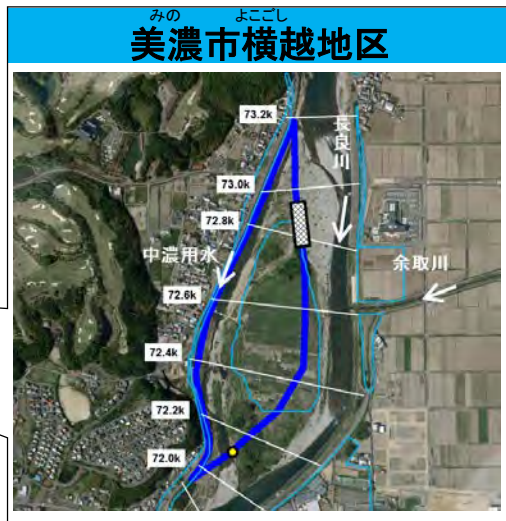 みの よこごし
美濃市横越地区
73.2k
長良川
73.0k
72.8k
中濃用水
余取川
72.6k
72.4k
72.2k
72.0k